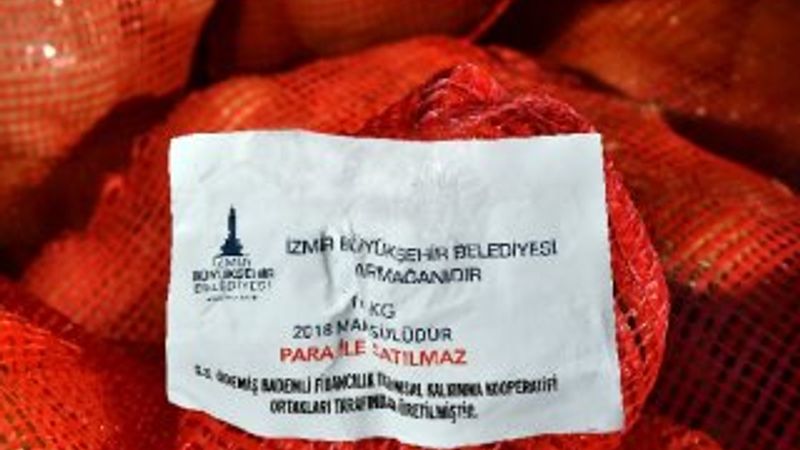 İZMİR
BÜYÜKŞEHİR
BELEDİYESİ
İZMİR BÜYÜKŞEHİR BELEDİYESİ
ARMAĞANIDIR
KG
2018 MAHSULÜDÜR
PARA İLE SATILMAZ
S.S. ÖDEMİŞ BADEMLİ FİDANCILIK TARIMSAL KALKINMA KOOPERATİFİ
ORTAKLARI TARAFINDAN ÜRETİLMİŞTİR.